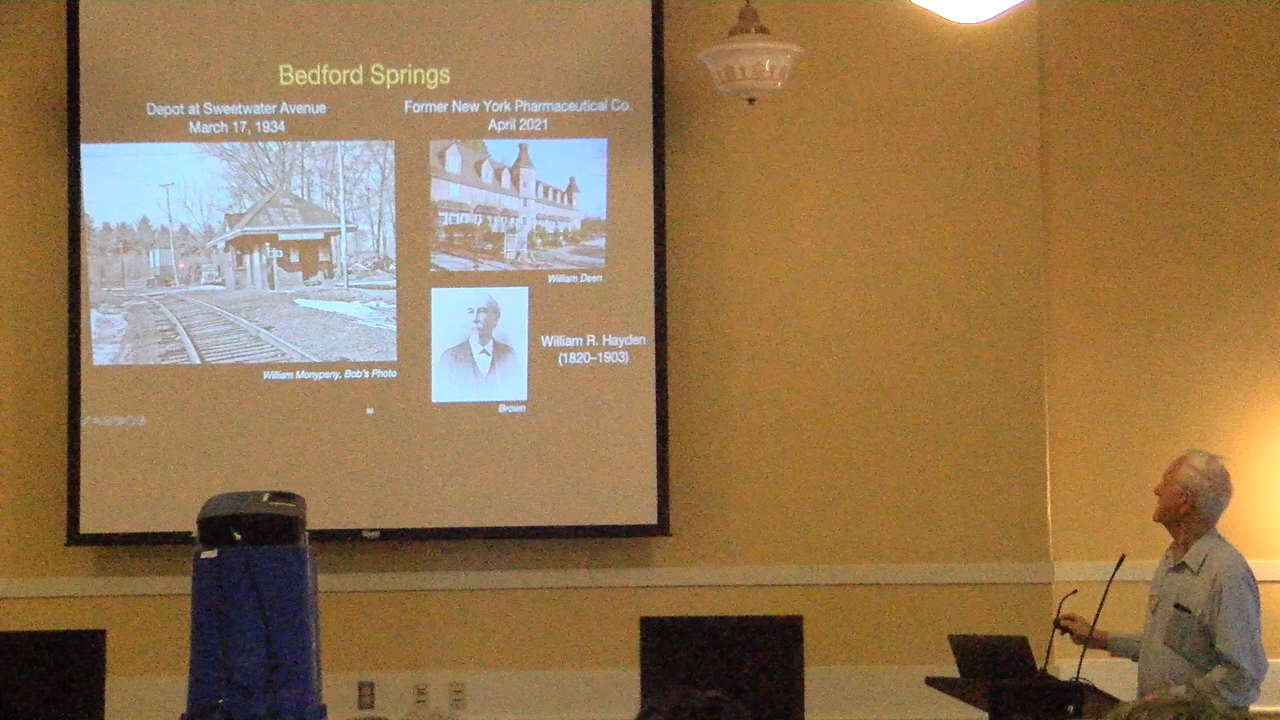 Bedford Springs
Depot at Sweetwater Avenue
March 17, 1934
William Monypeny, Bob's Photo
Former New York Pharmaceutical Co.
April 2021
William Deen
William R. Hayden
(1820–1903)
Brown